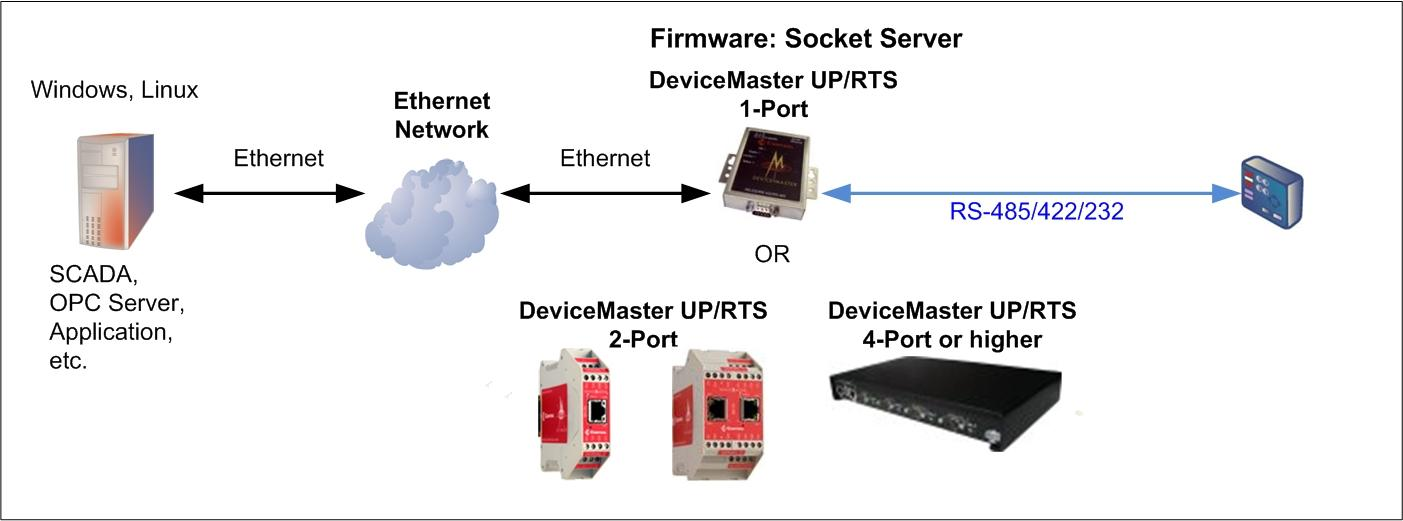 Firmware: Socket Server
Windows, Linux
Ethernet
Network
DeviceMaster UP/RTS
1-Port
Ethernet
Ethernet
DEVICEMASTER
RS-485/422/232
OR
SCADA,
OPC Server,
Application,
etc.
DeviceMaster UP/RTS
2-Port
DeviceMaster UP/RTS
4-Port or higher